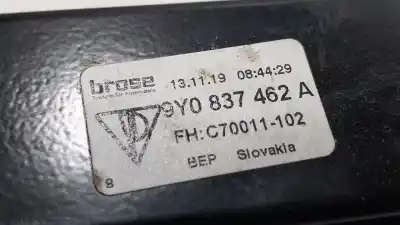 brose 13.11.19 08:44:29
9Y0 837 462 A
FH: C70011-102
BEP Slovakia
8